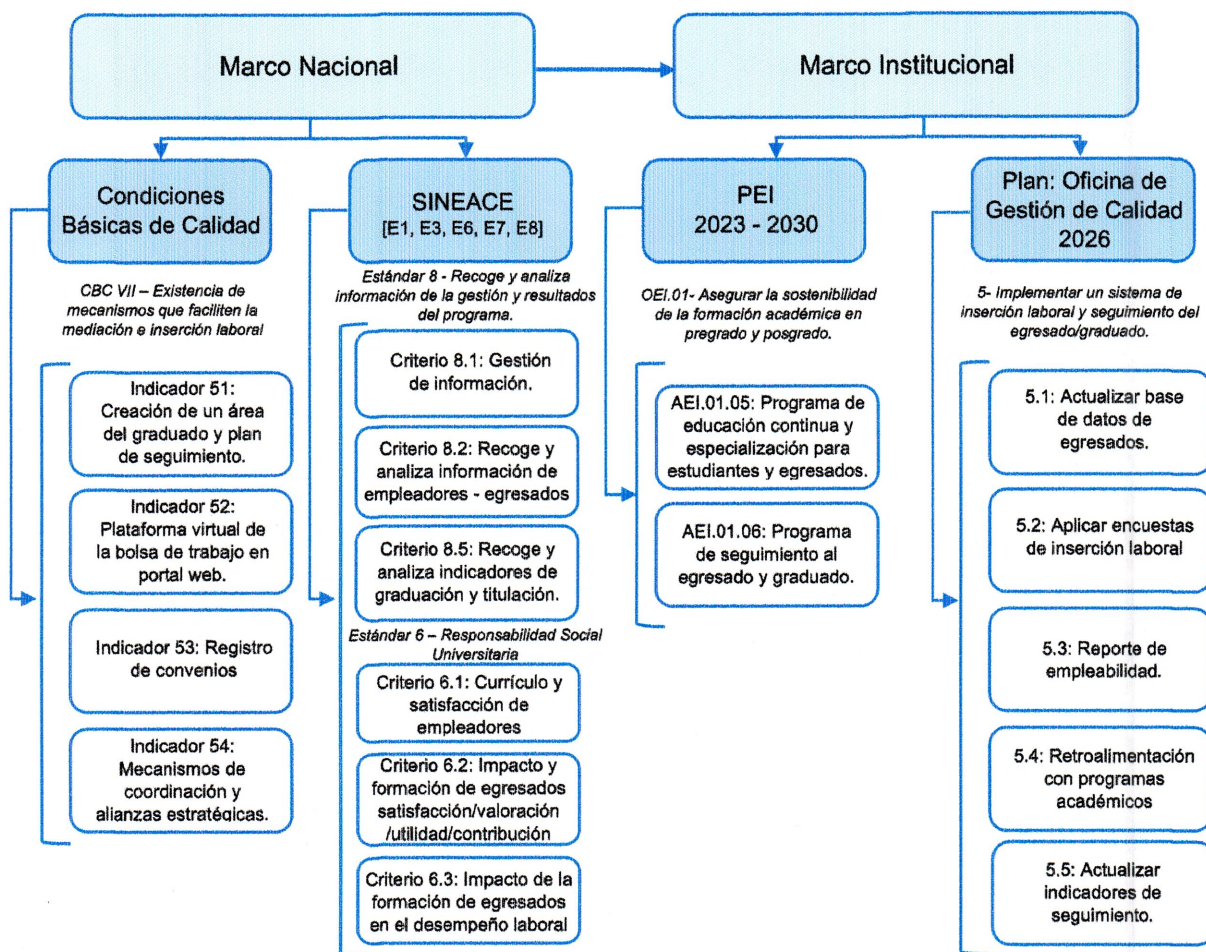 Marco Nacional
Marco Institucional
Condiciones
Básicas de Calidad
CBC VII – Existencia de
mecanismos que faciliten la
mediación e inserción laboral
Indicador 51:
Creación de un área
del graduado y plan
de seguimiento.
Indicador 52:
Plataforma virtual de
la bolsa de trabajo en
portal web.
Indicador 53: Registro
de convenios
Indicador 54:
Mecanismos de
coordinación y
alianzas estratégicas.
SINEACE
[E1, E3, E6, E7, E8]
Estándar 8 - Recoge y analiza
información de la gestión y resultados
del programa.
Criterio 8.1: Gestión
de información.
Criterio 8.2: Recoge y
analiza información de
empleadores - egresados
Criterio 8.5: Recoge y
analiza indicadores de
graduación y titulación.
Estándar 6 – Responsabilidad Social
Universitaria
Criterio 6.1: Currículo y
satisfacción de
empleadores
Criterio 6.2: Impacto y
formación de egresados
satisfacción/valoración
/utilidad/contribución
Criterio 6.3: Impacto de la
formación de egresados
en el desempeño laboral
PEI
2023 - 2030
OEI.01- Asegurar la sostenibilidad
de la formación académica en
pregrado y posgrado.
AEI.01.05: Programa de
educación continua y
especialización para
estudiantes y egresados.
AEI.01.06: Programa
de seguimiento al
egresado y graduado.
Plan: Oficina de
Gestión de Calidad
2026
5- Implementar un sistema de
inserción laboral y seguimiento del
egresado/graduado.
5.1: Actualizar base
de datos de
egresados.
5.2: Aplicar encuestas
de inserción laboral
5.3: Reporte de
empleabilidad.
5.4: Retroalimentación
con programas
académicos
5.5: Actualizar
indicadores de
seguimiento.